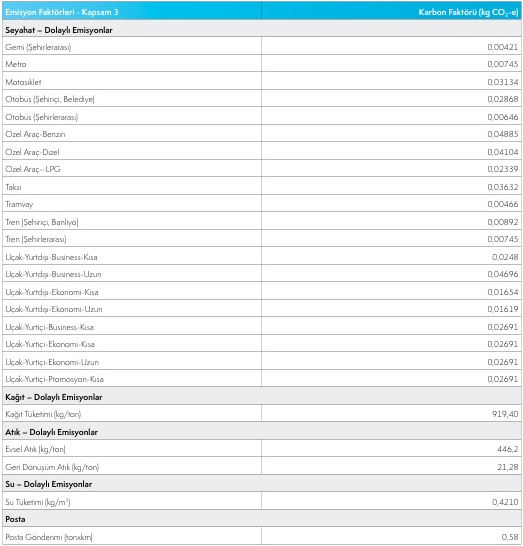 Emisyon Faktörleri - Kapsam 3 Karbon Faktörü (kg CO₂-e)
Seyahat – Dolaylı Emisyonlar
Gemi (Şehirlerarası) 0,00421
Metro 0,00745
Motosiklet 0,03134
Otobüs (Şehiriçi, Belediye) 0,02868
Otobüs (Şehirlerarası) 0,00646
Özel Araç-Benzin 0,04885
Özel Araç-Dizel 0,04104
Özel Araç--LPG 0,02339
Taksi 0,03632
Tramvay 0,00466
Tren (Şehiriçi, Banliyö) 0,00892
Tren (Şehirlerarası) 0,00745
Uçak-Yurtdışı-Business-Kısa 0,0248
Uçak-Yurtdışı-Business-Uzun 0,04696
Uçak-Yurtdışı-Ekonomi-Kısa 0,01654
Uçak-Yurtdışı-Ekonomi-Uzun 0,01619
Uçak-Yurtiçi-Business-Kısa 0,02691
Uçak-Yurtiçi-Ekonomi-Kısa 0,02691
Uçak-Yurtiçi-Ekonomi-Uzun 0,02691
Uçak-Yurtiçi-Promosyon-Kısa 0,02691
Kağıt – Dolaylı Emisyonlar
Kağıt Tüketimi (kg/ton) 919,40
Atık – Dolaylı Emisyonlar
Evsel Atık (kg/ton) 446,2
Geri Dönüşüm Atık (kg/ton) 21,28
Su – Dolaylı Emisyonlar
Su Tüketimi (kg/m³) 0,4210
Posta
Posta Gönderimi (tonxkm) 0,58